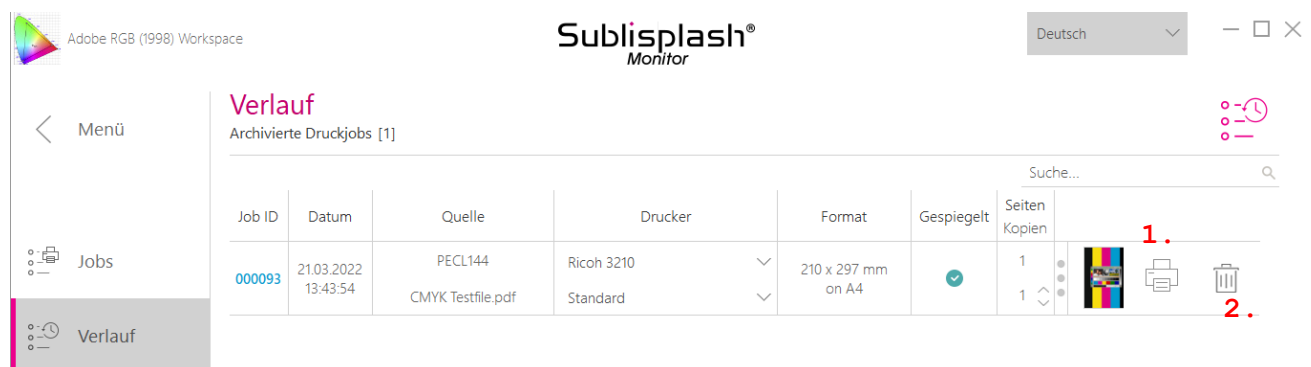 Adobe RGB (1998) Workspace
Sublisplash®
Monitor
Deutsch
Menü
Verlauf
Archivierte Druckjobs [1]
Suche...
Job ID
Datum
Quelle
Drucker
Format
Gespiegelt
Seiten
Kopien
1.
Jobs
000093
21.03.2022
13:43:54
PECL144
CMYK Testfile.pdf
Ricoh 3210
Standard
210 x 297 mm
on A4
1
1
2.
Verlauf